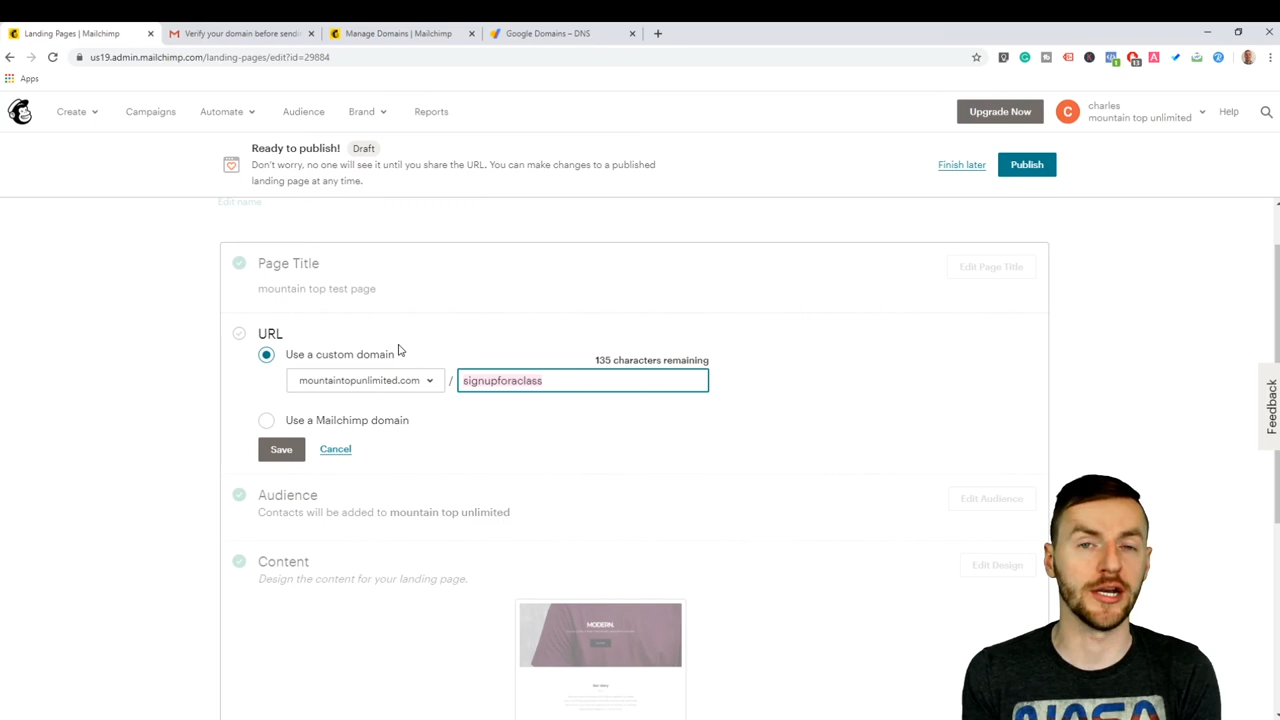 Landing Pages | Mailchimp
Verify your domain before sendi
Manage Domains | Mailchimp
Google Domains – DNS
us19.admin.mailchimp.com/landing-pages/edit?id=29884
Apps
Create
Campaigns
Automate
Audience
Brand
Reports
Upgrade Now
C
charles
mountain top unlimited
Help
Ready to publish!
Draft
Don't worry, no one will see it until you share the URL. You can make changes to a published
landing page at any time.
Finish later
Publish
Edit name
Page Title
Edit Page Title
mountain top test page
URL
Use a custom domain
135 characters remaining
mountaintopunlimited.com
/
signupforaclass
Use a Mailchimp domain
Save
Cancel
Feedback
Audience
Edit Audience
Contacts will be added to mountain top unlimited
Content
Edit Design
Design the content for your landing page.
MODERN.
Our story
NASA